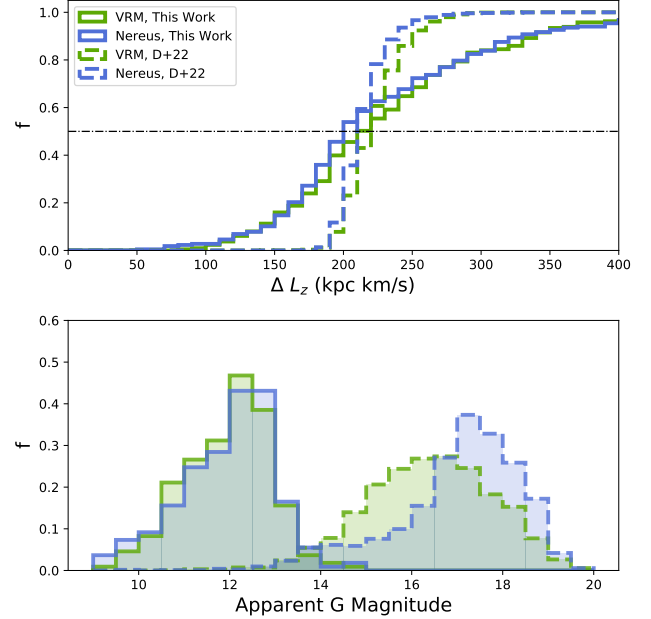 1.0
0.8
0.6
0.4
0.2
0.0
f
VRM, This Work
Nereus, This Work
VRM, D+22
Nereus, D+22
0 50 100 150 200 250 300 350 400
Δ Lz (kpc km/s)
0.6
0.5
0.4
0.3
0.2
0.1
0.0
f
10 12 14 16 18 20
Apparent G Magnitude